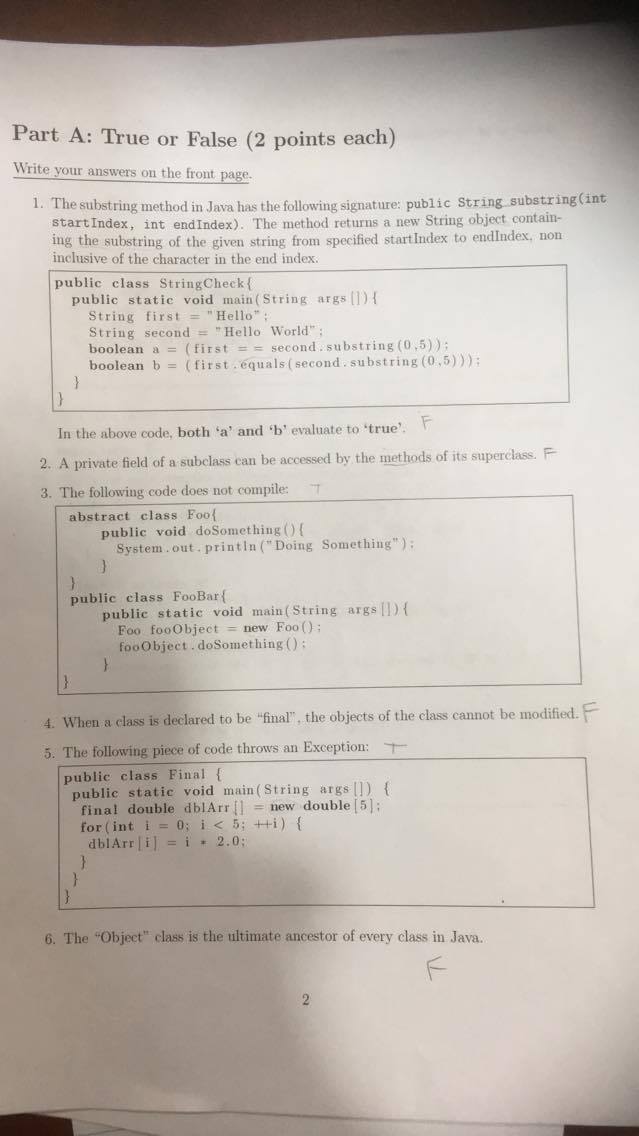 Part A: True or False (2 points each)
Write your answers on the front page.
1. The substring method in Java has the following signature: public String substring(int
startIndex, int endIndex). The method returns a new String object contain-
ing the substring of the given string from specified startIndex to endIndex, non
inclusive of the character in the end index.
public class StringCheck{
public static void main(String args[]){
String first = "Hello";
String second = "Hello World";
boolean a = (first == second.substring(0,5));
boolean b = (first.equals(second.substring(0,5)));
}
}
In the above code, both ‘a’ and ‘b’ evaluate to ‘true’. F
2. A private field of a subclass can be accessed by the methods of its superclass. F
3. The following code does not compile: T
abstract class Foo{
public void doSomething(){
System.out.println("Doing Something");
}
}
public class FooBar{
public static void main(String args[]){
Foo fooObject = new Foo();
fooObject.doSomething();
}
}
4. When a class is declared to be “final”, the objects of the class cannot be modified. F
5. The following piece of code throws an Exception: T
public class Final {
public static void main(String args[]) {
final double dblArr[] = new double[5];
for(int i = 0; i < 5; ++i) {
dblArr[i] = i * 2.0;
}
}
}
6. The “Object” class is the ultimate ancestor of every class in Java.
F
2